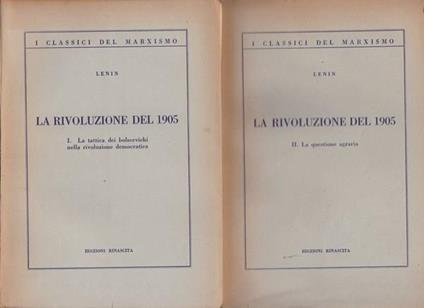 I CLASSICI DEL MARXISMO
LENIN
LA RIVOLUZIONE DEL 1905
I. La tattica dei bolscevichi
nella rivoluzione democratica
EDIZIONI RINASCITA
I CLASSICI DEL MARXISMO
LENIN
LA RIVOLUZIONE DEL 1905
II. La questione agraria
EDIZIONI RINASCITA